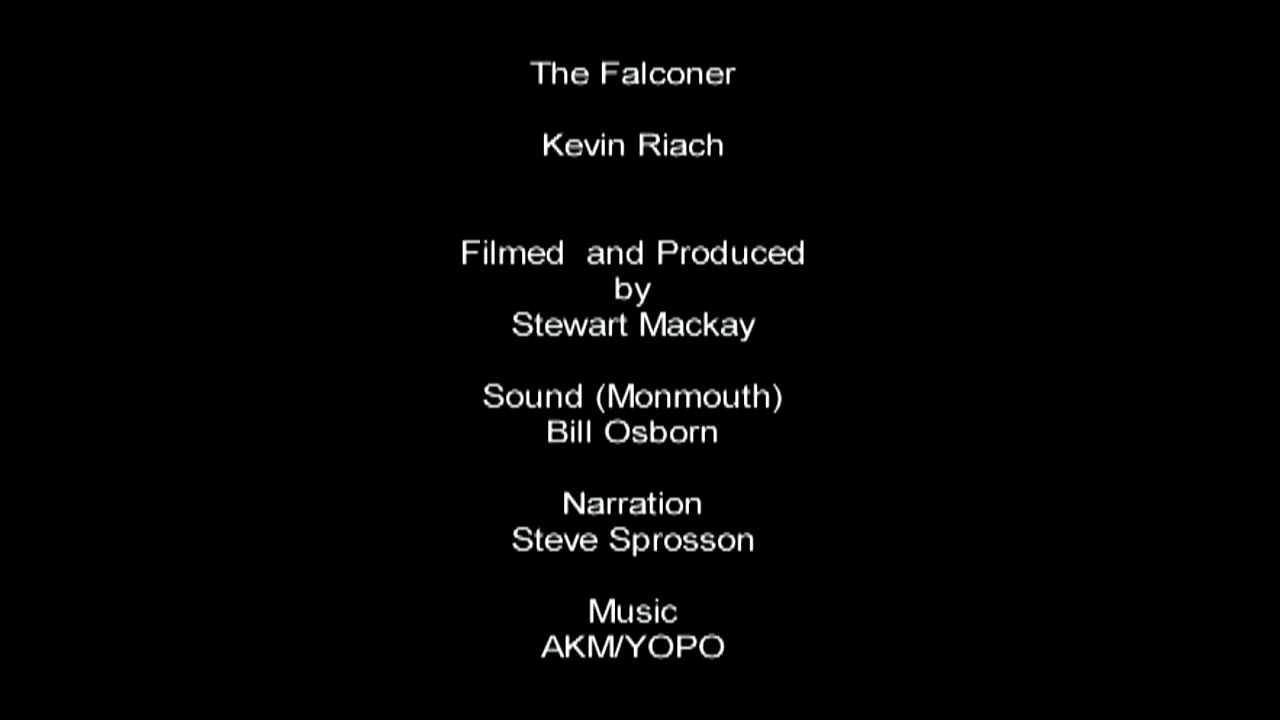 The Falconer
Kevin Riach
Filmed  and Produced
by
Stewart Mackay
Sound (Monmouth)
Bill Osborn
Narration
Steve Sprosson
Music
AKM/YOPO